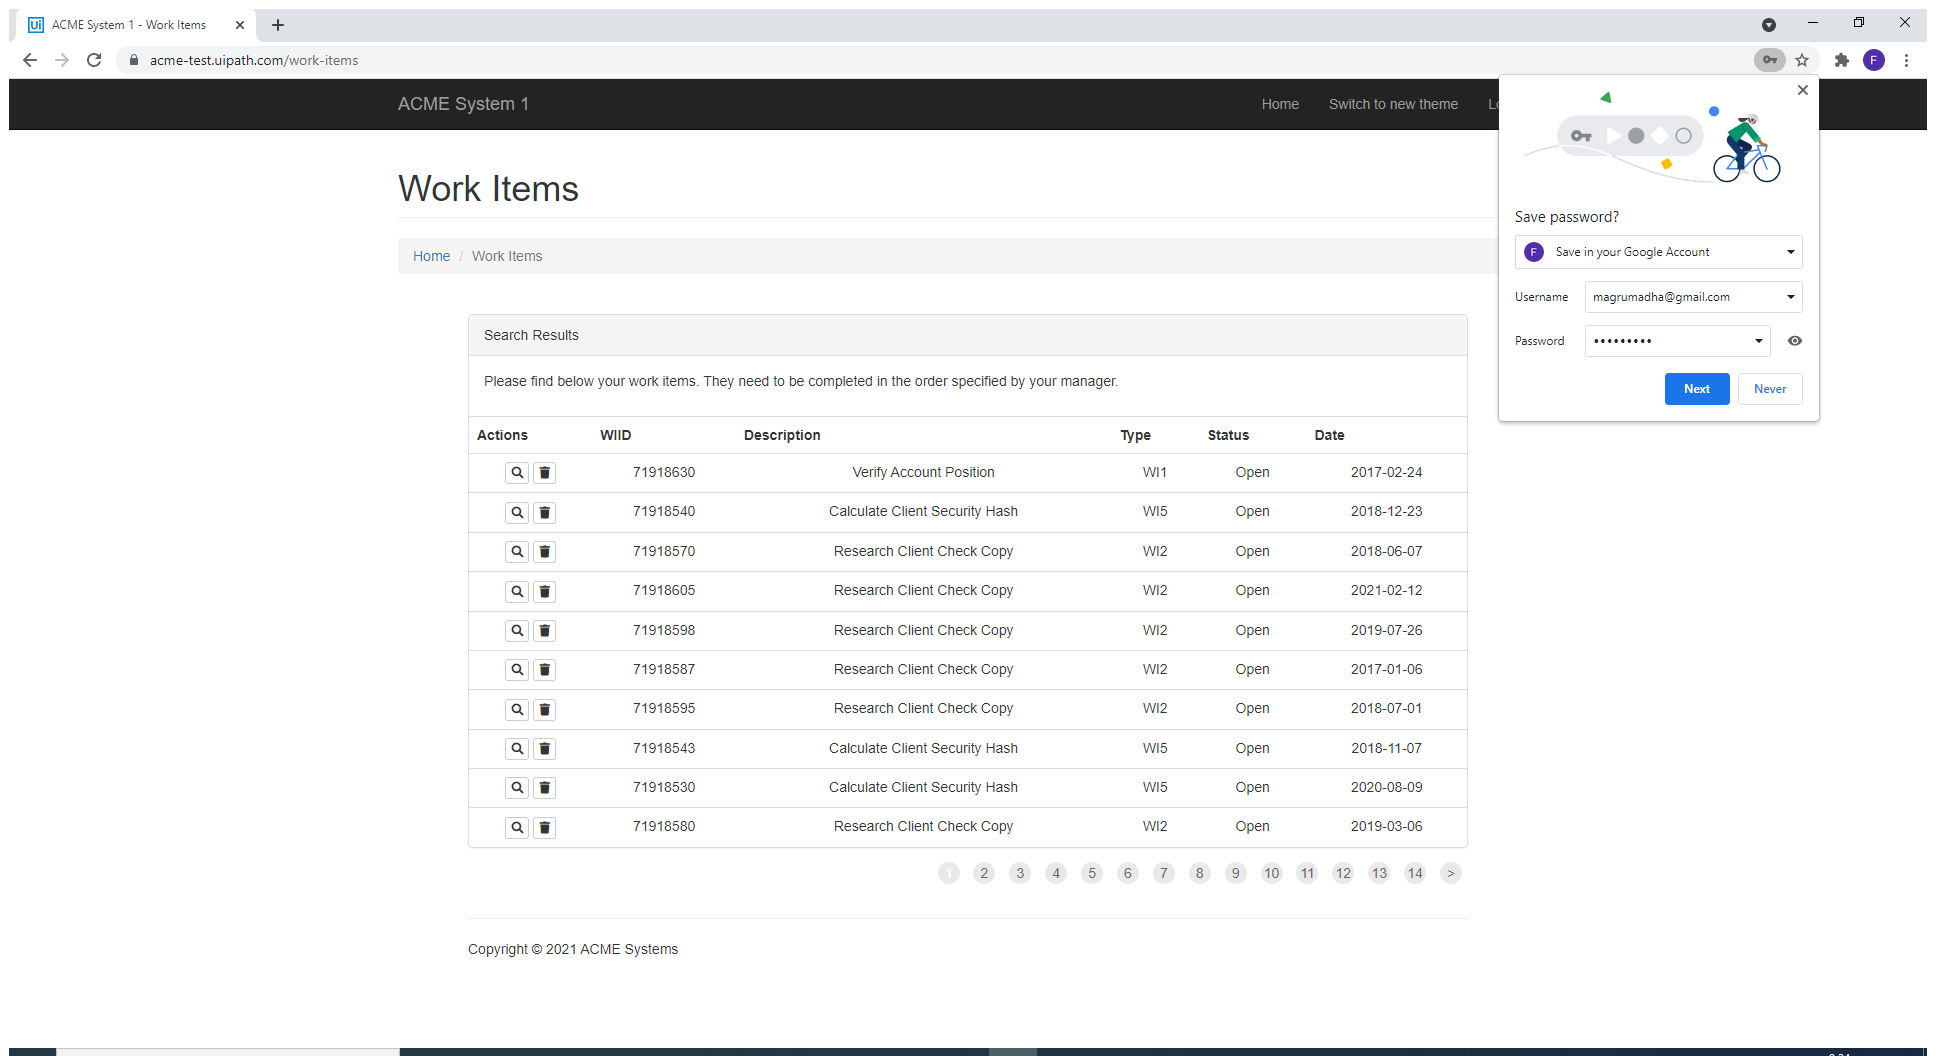 ACME System 1 - Work Items
acme-test.uipath.com/work-items
F
ACME System 1
Home Switch to new theme
Work Items
Home / Work Items
Save password?
F Save in your Google Account
Username magrumadha@gmail.com
Password •••••••••
Next Never
Search Results
Please find below your work items. They need to be completed in the order specified by your manager.
Actions WIID Description Type Status Date
71918630 Verify Account Position WI1 Open 2017-02-24
71918540 Calculate Client Security Hash WI5 Open 2018-12-23
71918570 Research Client Check Copy WI2 Open 2018-06-07
71918605 Research Client Check Copy WI2 Open 2021-02-12
71918598 Research Client Check Copy WI2 Open 2019-07-26
71918587 Research Client Check Copy WI2 Open 2017-01-06
71918595 Research Client Check Copy WI2 Open 2018-07-01
71918543 Calculate Client Security Hash WI5 Open 2018-11-07
71918530 Calculate Client Security Hash WI5 Open 2020-08-09
71918580 Research Client Check Copy WI2 Open 2019-03-06
1 2 3 4 5 6 7 8 9 10 11 12 13 14 >
Copyright © 2021 ACME Systems